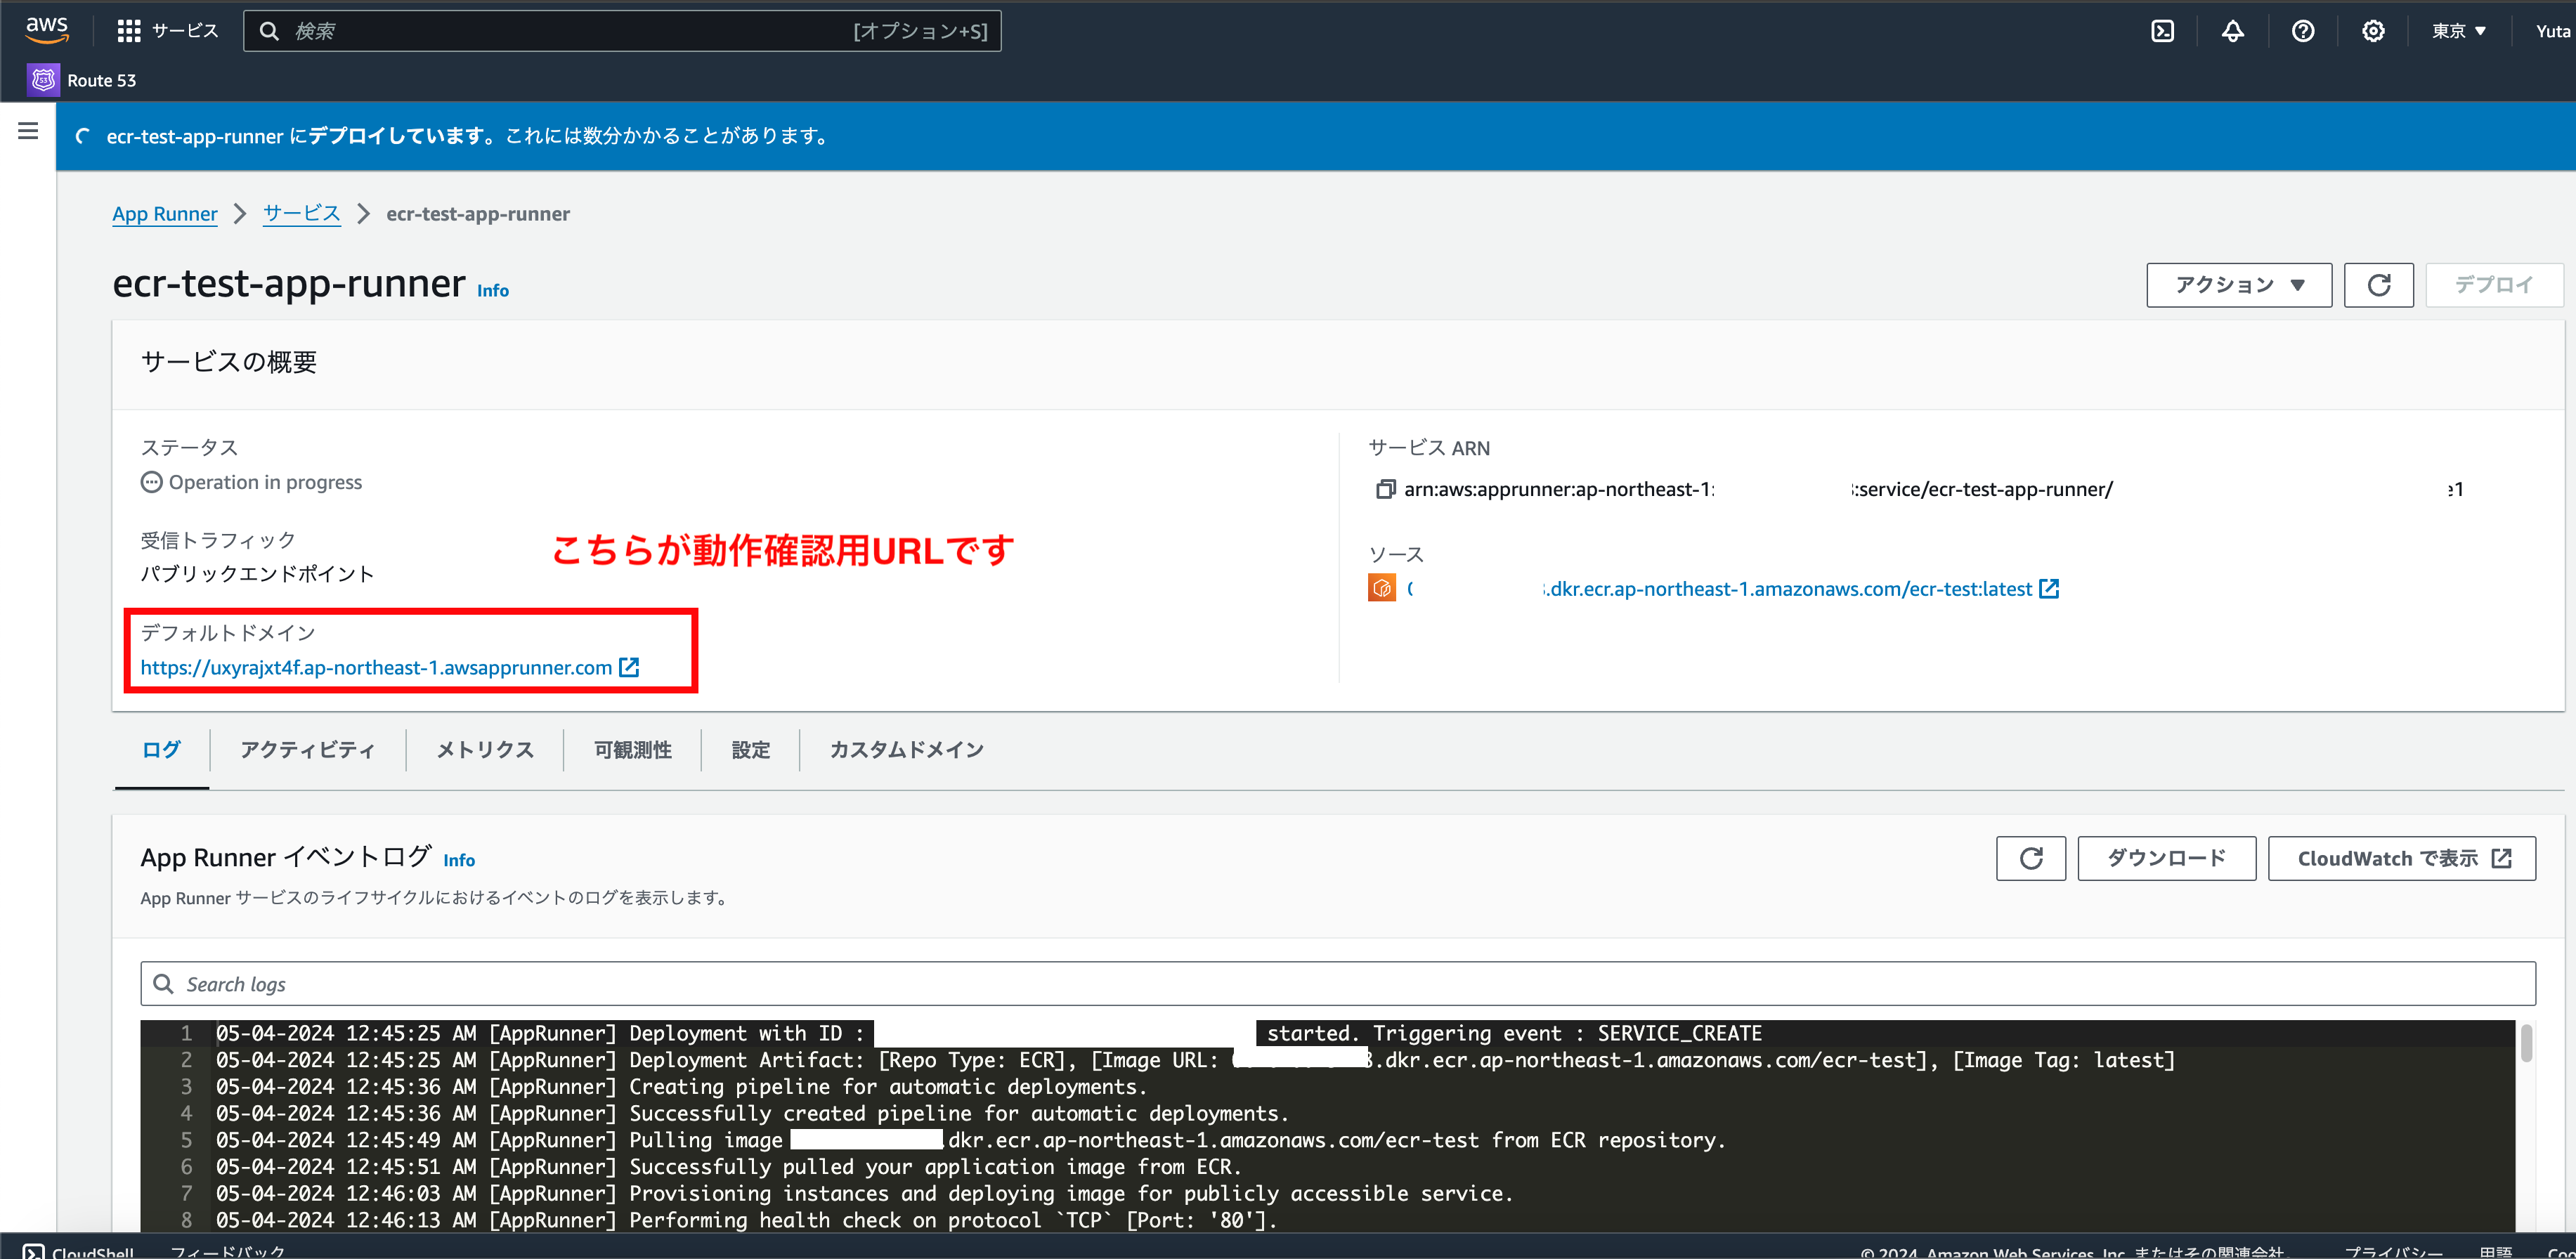 aws
サービス
検索
[オプション+S]
東京 ▼
Yuta
Route 53
ecr-test-app-runner にデプロイしています。これには数分かかることがあります。
App Runner > サービス > ecr-test-app-runner
ecr-test-app-runner Info
アクション ▼
デプロイ
サービスの概要
ステータス
Operation in progress
受信トラフィック
パブリックエンドポイント
こちらが動作確認用URLです
デフォルトドメイン
https://uxyrajxt4f.ap-northeast-1.awsapprunner.com
サービス ARN
arn:aws:apprunner:ap-northeast-1: :service/ecr-test-app-runner/ e1
ソース
.dkr.ecr.ap-northeast-1.amazonaws.com/ecr-test:latest
ログ
アクティビティ
メトリクス
可観測性
設定
カスタムドメイン
App Runner イベントログ Info
App Runner サービスのライフサイクルにおけるイベントのログを表示します。
ダウンロード
CloudWatch で表示
Search logs
1 05-04-2024 12:45:25 AM [AppRunner] Deployment with ID : started. Triggering event : SERVICE_CREATE
2 05-04-2024 12:45:25 AM [AppRunner] Deployment Artifact: [Repo Type: ECR], [Image URL: .dkr.ecr.ap-northeast-1.amazonaws.com/ecr-test], [Image Tag: latest]
3 05-04-2024 12:45:36 AM [AppRunner] Creating pipeline for automatic deployments.
4 05-04-2024 12:45:36 AM [AppRunner] Successfully created pipeline for automatic deployments.
5 05-04-2024 12:45:49 AM [AppRunner] Pulling image .dkr.ecr.ap-northeast-1.amazonaws.com/ecr-test from ECR repository.
6 05-04-2024 12:45:51 AM [AppRunner] Successfully pulled your application image from ECR.
7 05-04-2024 12:46:03 AM [AppRunner] Provisioning instances and deploying image for publicly accessible service.
8 05-04-2024 12:46:13 AM [AppRunner] Performing health check on protocol `TCP` [Port: '80'].
CloudShell
フィードバック
© 2024, Amazon Web Services, Inc. またはその関連会社。
プライバシー
用語
Coo